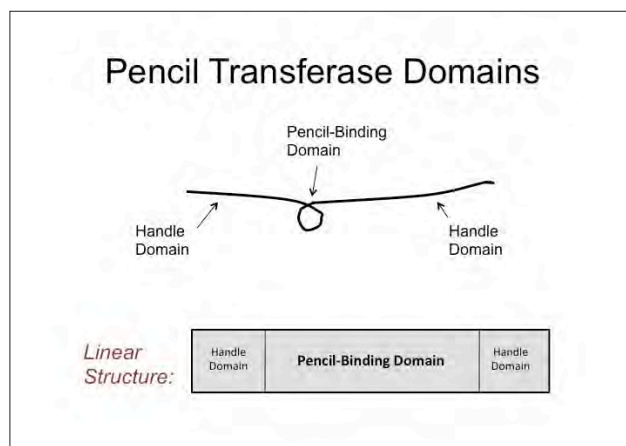 Pencil Transferase Domains
Pencil-Binding
Domain
Handle
Domain
Handle
Domain
Linear
Structure:
Handle
Domain
Pencil-Binding Domain
Handle
Domain